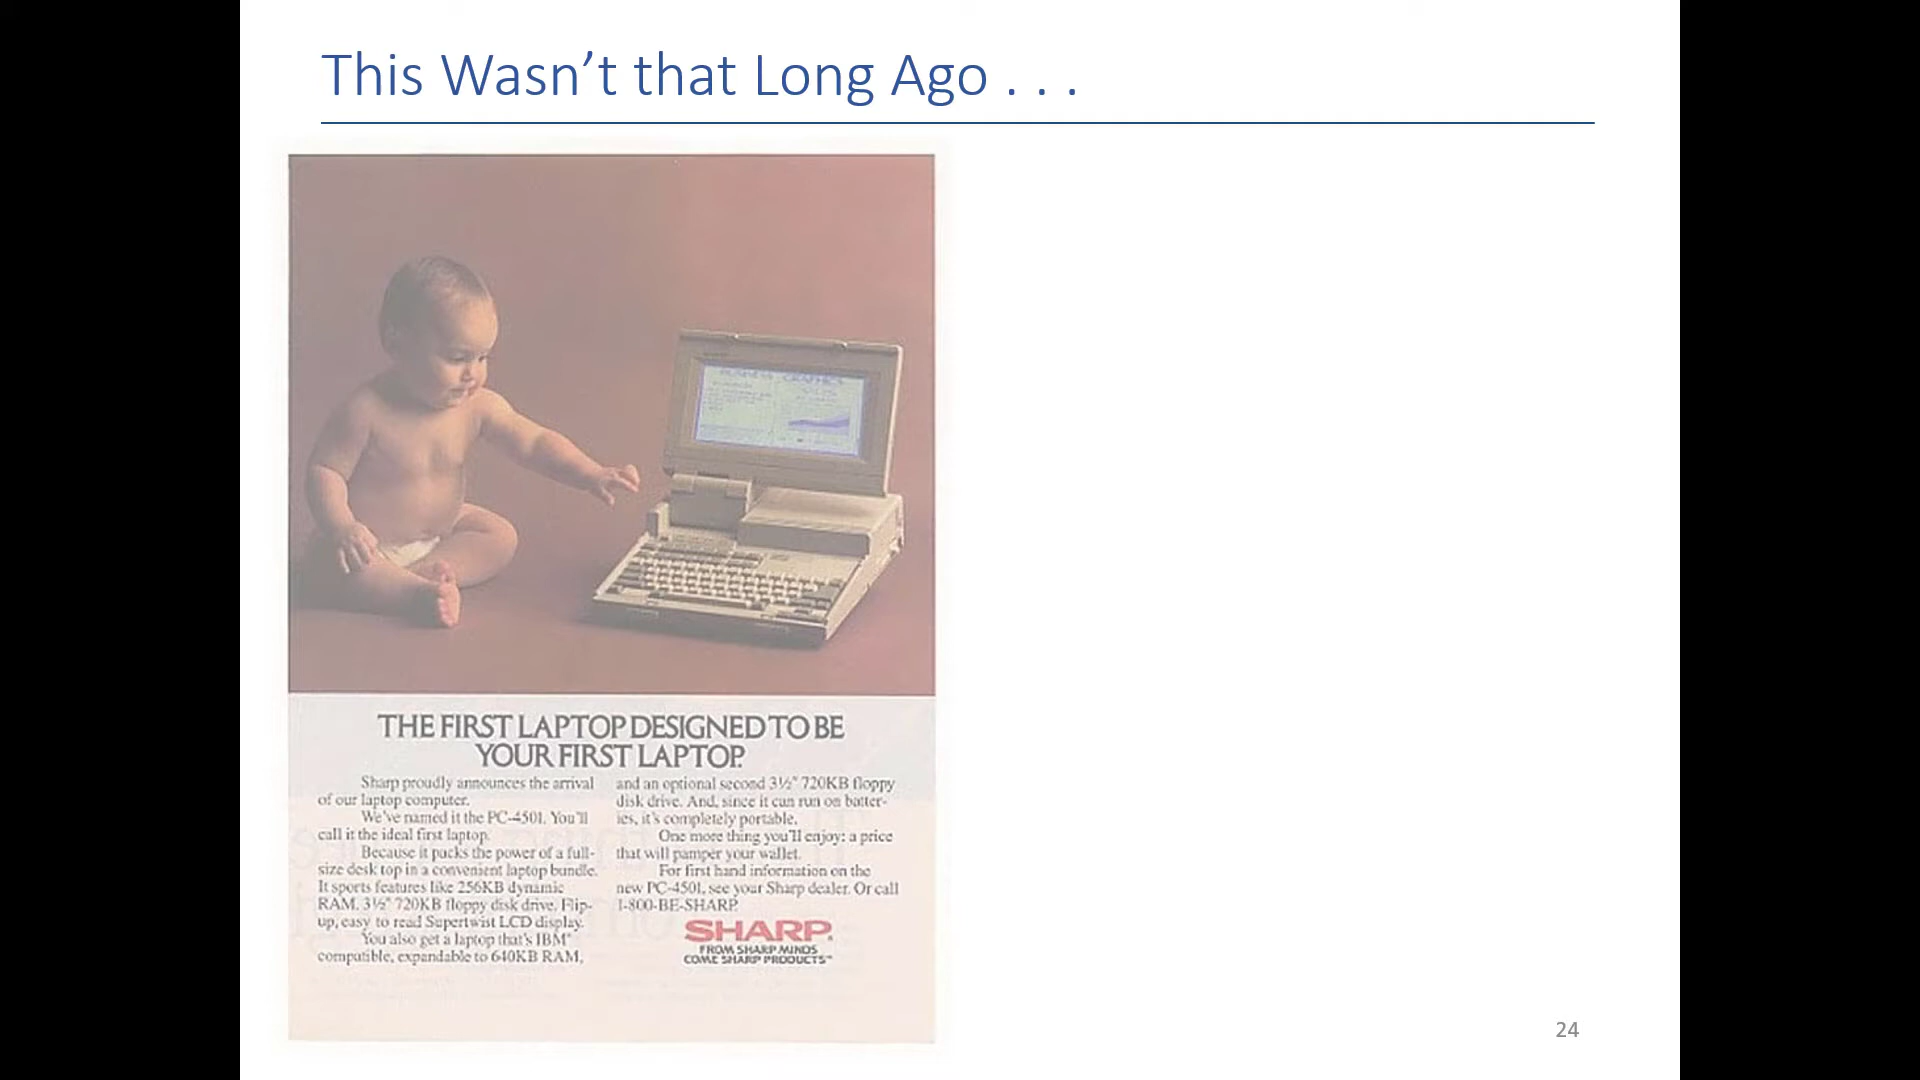 This Wasn’t that Long Ago . . .
THE FIRST LAPTOP DESIGNED TO BE
YOUR FIRST LAPTOP.
Sharp proudly announces the arrival
of our laptop computer.
We've named it the PC-4501. You'll
call it the ideal first laptop.
Because it packs the power of a full-
size desk top in a convenient laptop bundle.
It sports features like 256KB dynamic
RAM. 3½" 720KB floppy disk drive. Flip-
up, easy to read Supertwist LCD display.
You also get a laptop that's IBM
compatible, expandable to 640KB RAM,
and an optional second 3½" 720KB floppy
disk drive. And, since it can run on batter-
ies, it's completely portable.
One more thing you'll enjoy: a price
that will pamper your wallet.
For first hand information on the
new PC-4501, see your Sharp dealer. Or call
1-800-BE-SHARP.
SHARP
FROM SHARP MINDS
COME SHARP PRODUCTS™
24